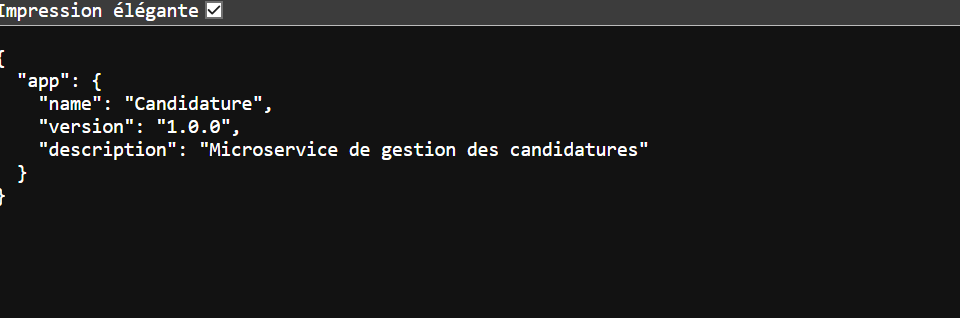 Impression élégante
{
  "app": {
    "name": "Candidature",
    "version": "1.0.0",
    "description": "Microservice de gestion des candidatures"
  }
}